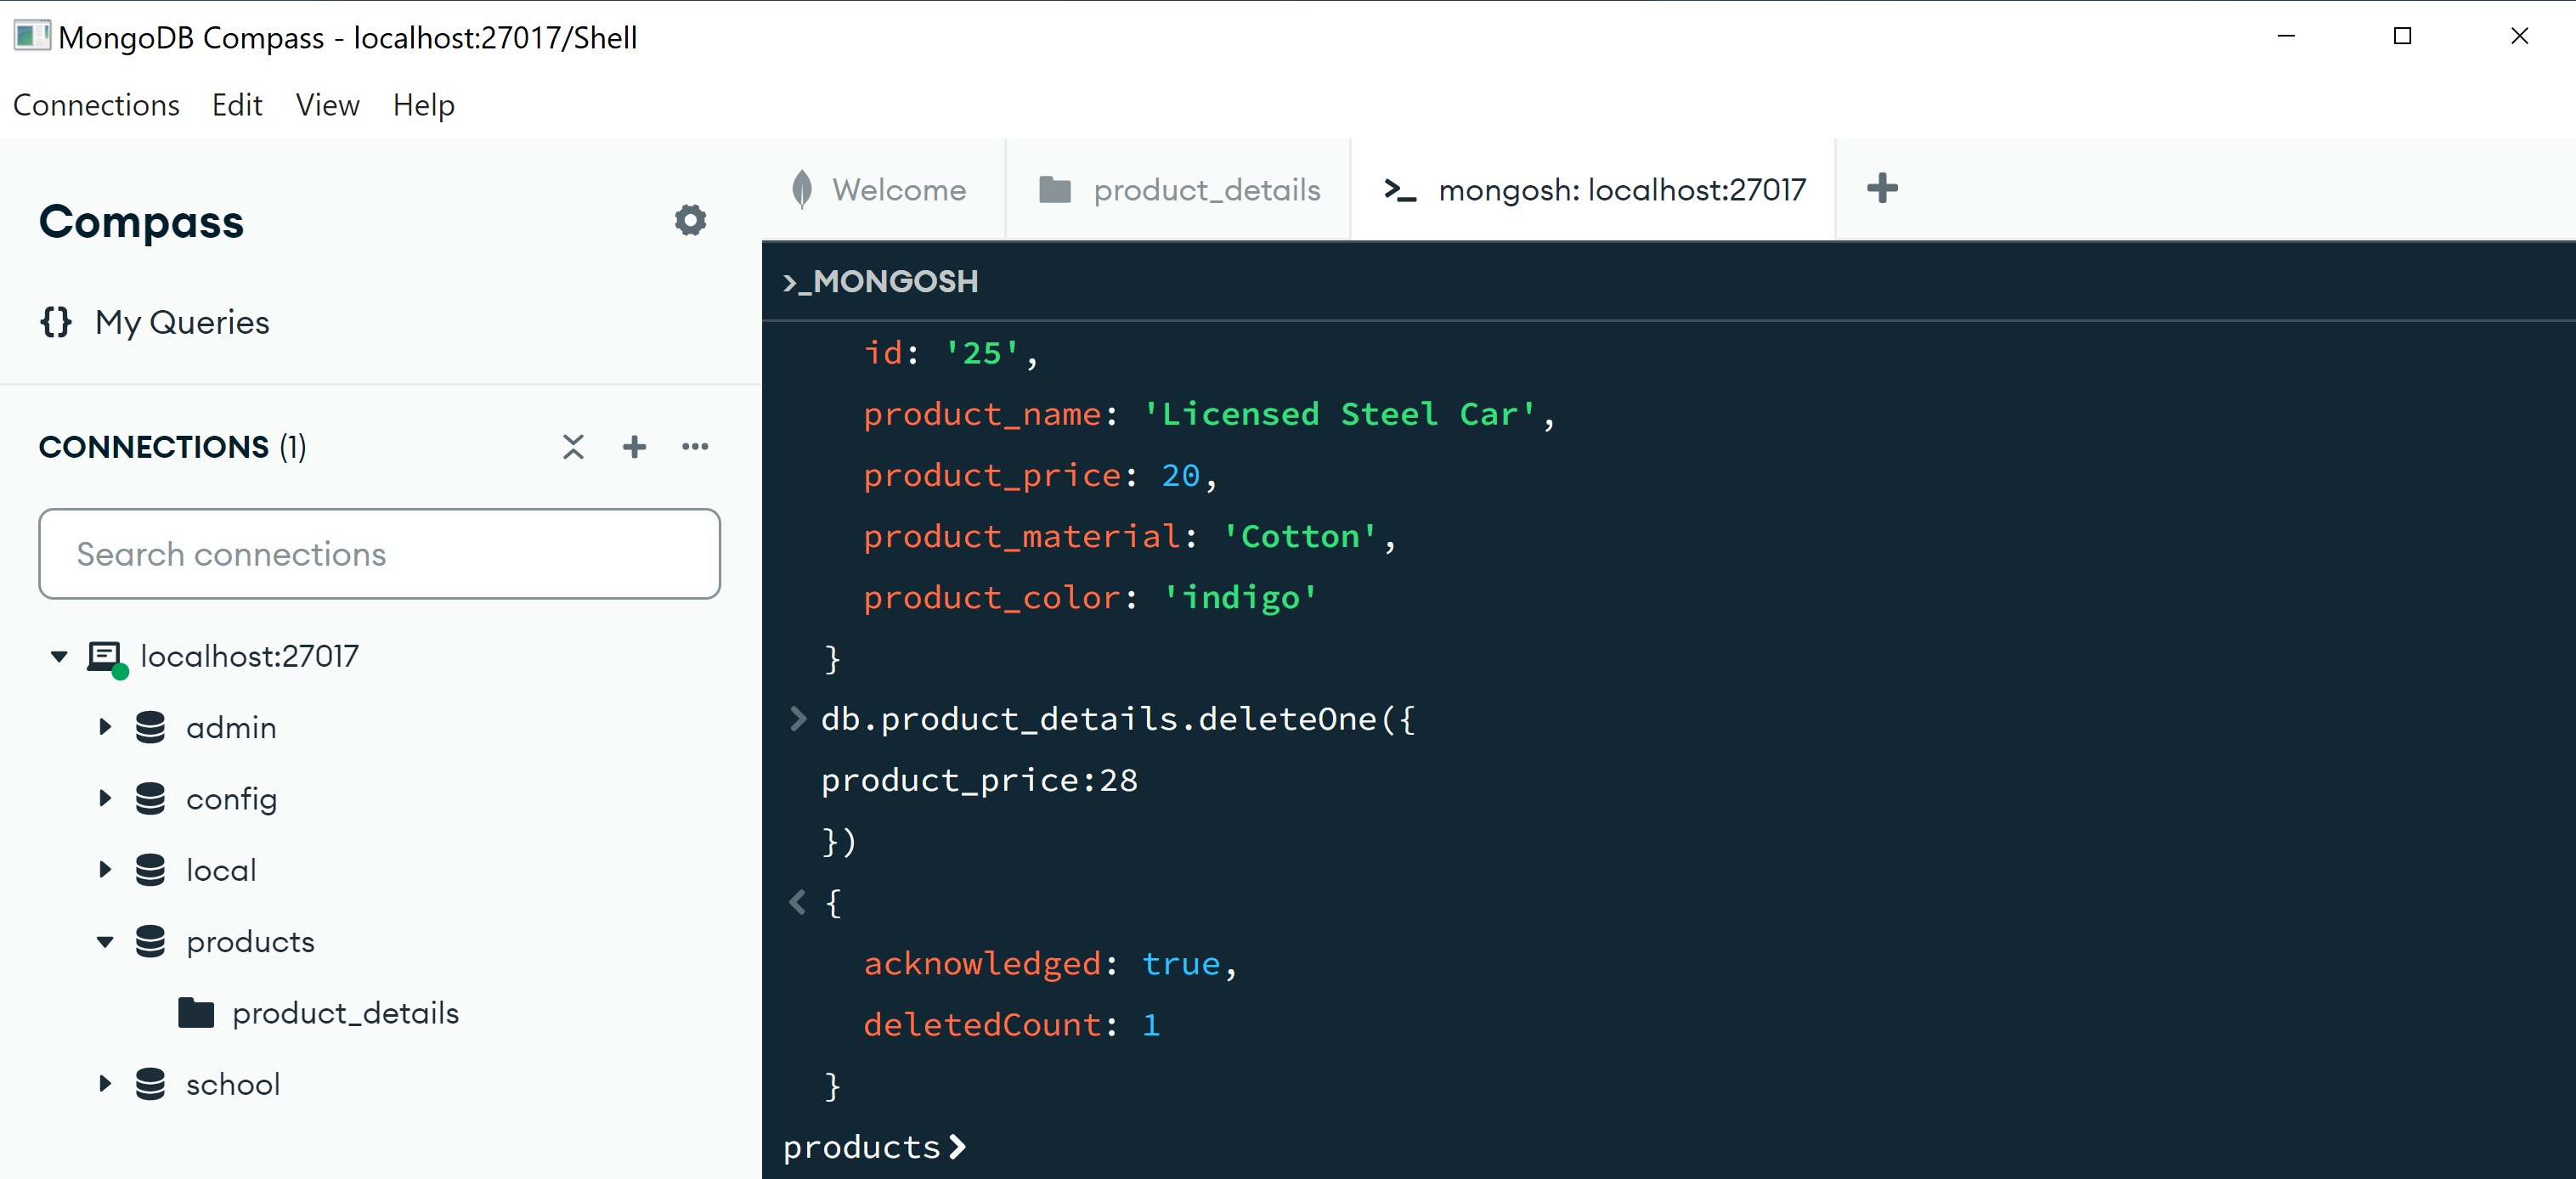 MongoDB Compass - localhost:27017/Shell
Connections Edit View Help
Compass
{} My Queries
CONNECTIONS (1)
Search connections
localhost:27017
admin
config
local
products
product_details
school
Welcome product_details >_ mongosh: localhost:27017
>_MONGOSH
id: '25',
product_name: 'Licensed Steel Car',
product_price: 20,
product_material: 'Cotton',
product_color: 'indigo'
}
> db.product_details.deleteOne({
product_price:28
})
< {
acknowledged: true,
deletedCount: 1
}
products>